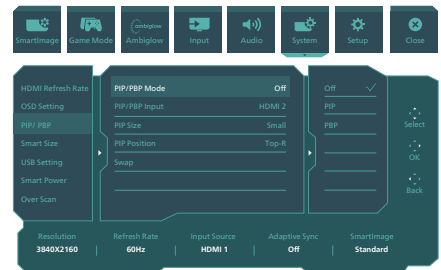 ambiglow
SmartImage Game Mode Ambiglow Input Audio System Setup Close
HDMI Refresh Rate PIP/PBP Mode Off Off
OSD Setting PIP/PBP Input HDMI 2 PIP
PIP/ PBP PIP Size Small PBP
Select
Smart Size PIP Position Top-R
USB Setting Swap
OK
Smart Power
Back
Over Scan
Resolution Refresh Rate Input Source Adaptive Sync SmartImage
3840X2160 | 60Hz | HDMI 1 | Off | Standard